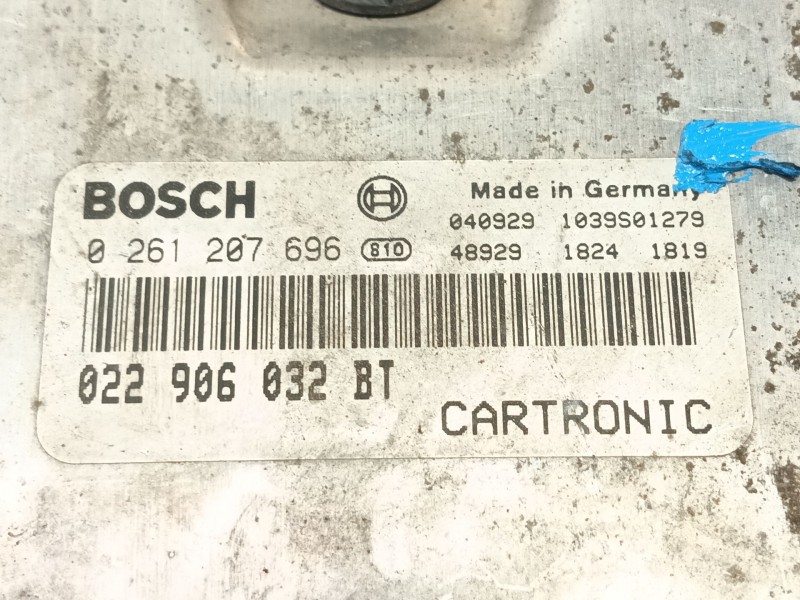 BOSCH
Made in Germany
040929 1039S01279
0 261 207 696 810 48929 1824 1819
022 906 032 BT
CARTRONIC